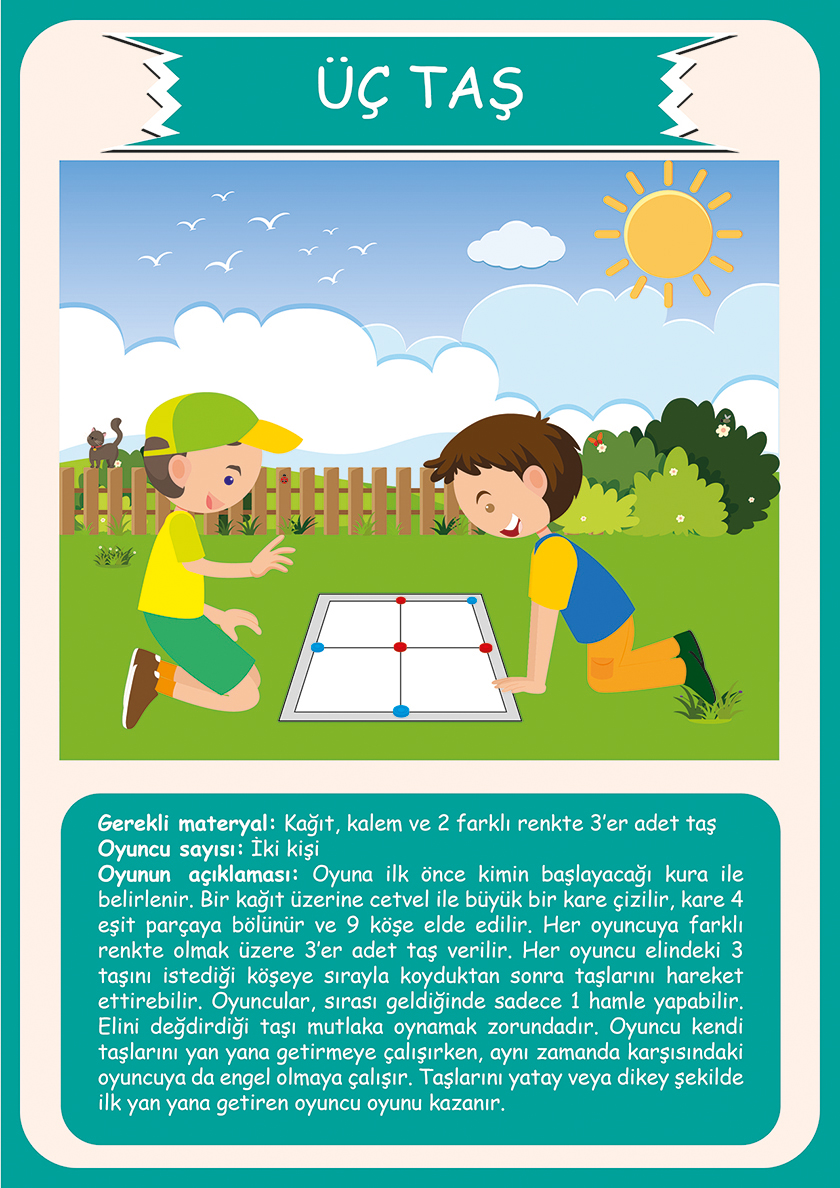 ÜÇ TAŞ
Gerekli materyal: Kağıt, kalem ve 2 farklı renkte 3'er adet taş
Oyuncu sayısı: İki kişi
Oyunun açıklaması: Oyuna ilk önce kimin başlayacağı kura ile
belirlenir. Bir kağıt üzerine cetvel ile büyük bir kare çizilir, kare 4
eşit parçaya bölünür ve 9 köşe elde edilir. Her oyuncuya farklı
renkte olmak üzere 3'er adet taş verilir. Her oyuncu elindeki 3
taşını istediği köşeye sırayla koyduktan sonra taşlarını hareket
ettirebilir. Oyuncular, sırası geldiğinde sadece 1 hamle yapabilir.
Elini değdirdiği taşı mutlaka oynamak zorundadır. Oyuncu kendi
taşlarını yan yana getirmeye çalışırken, aynı zamanda karşısındaki
oyuncuya da engel olmaya çalışır. Taşlarını yatay veya dikey şekilde
ilk yan yana getiren oyuncu oyunu kazanır.